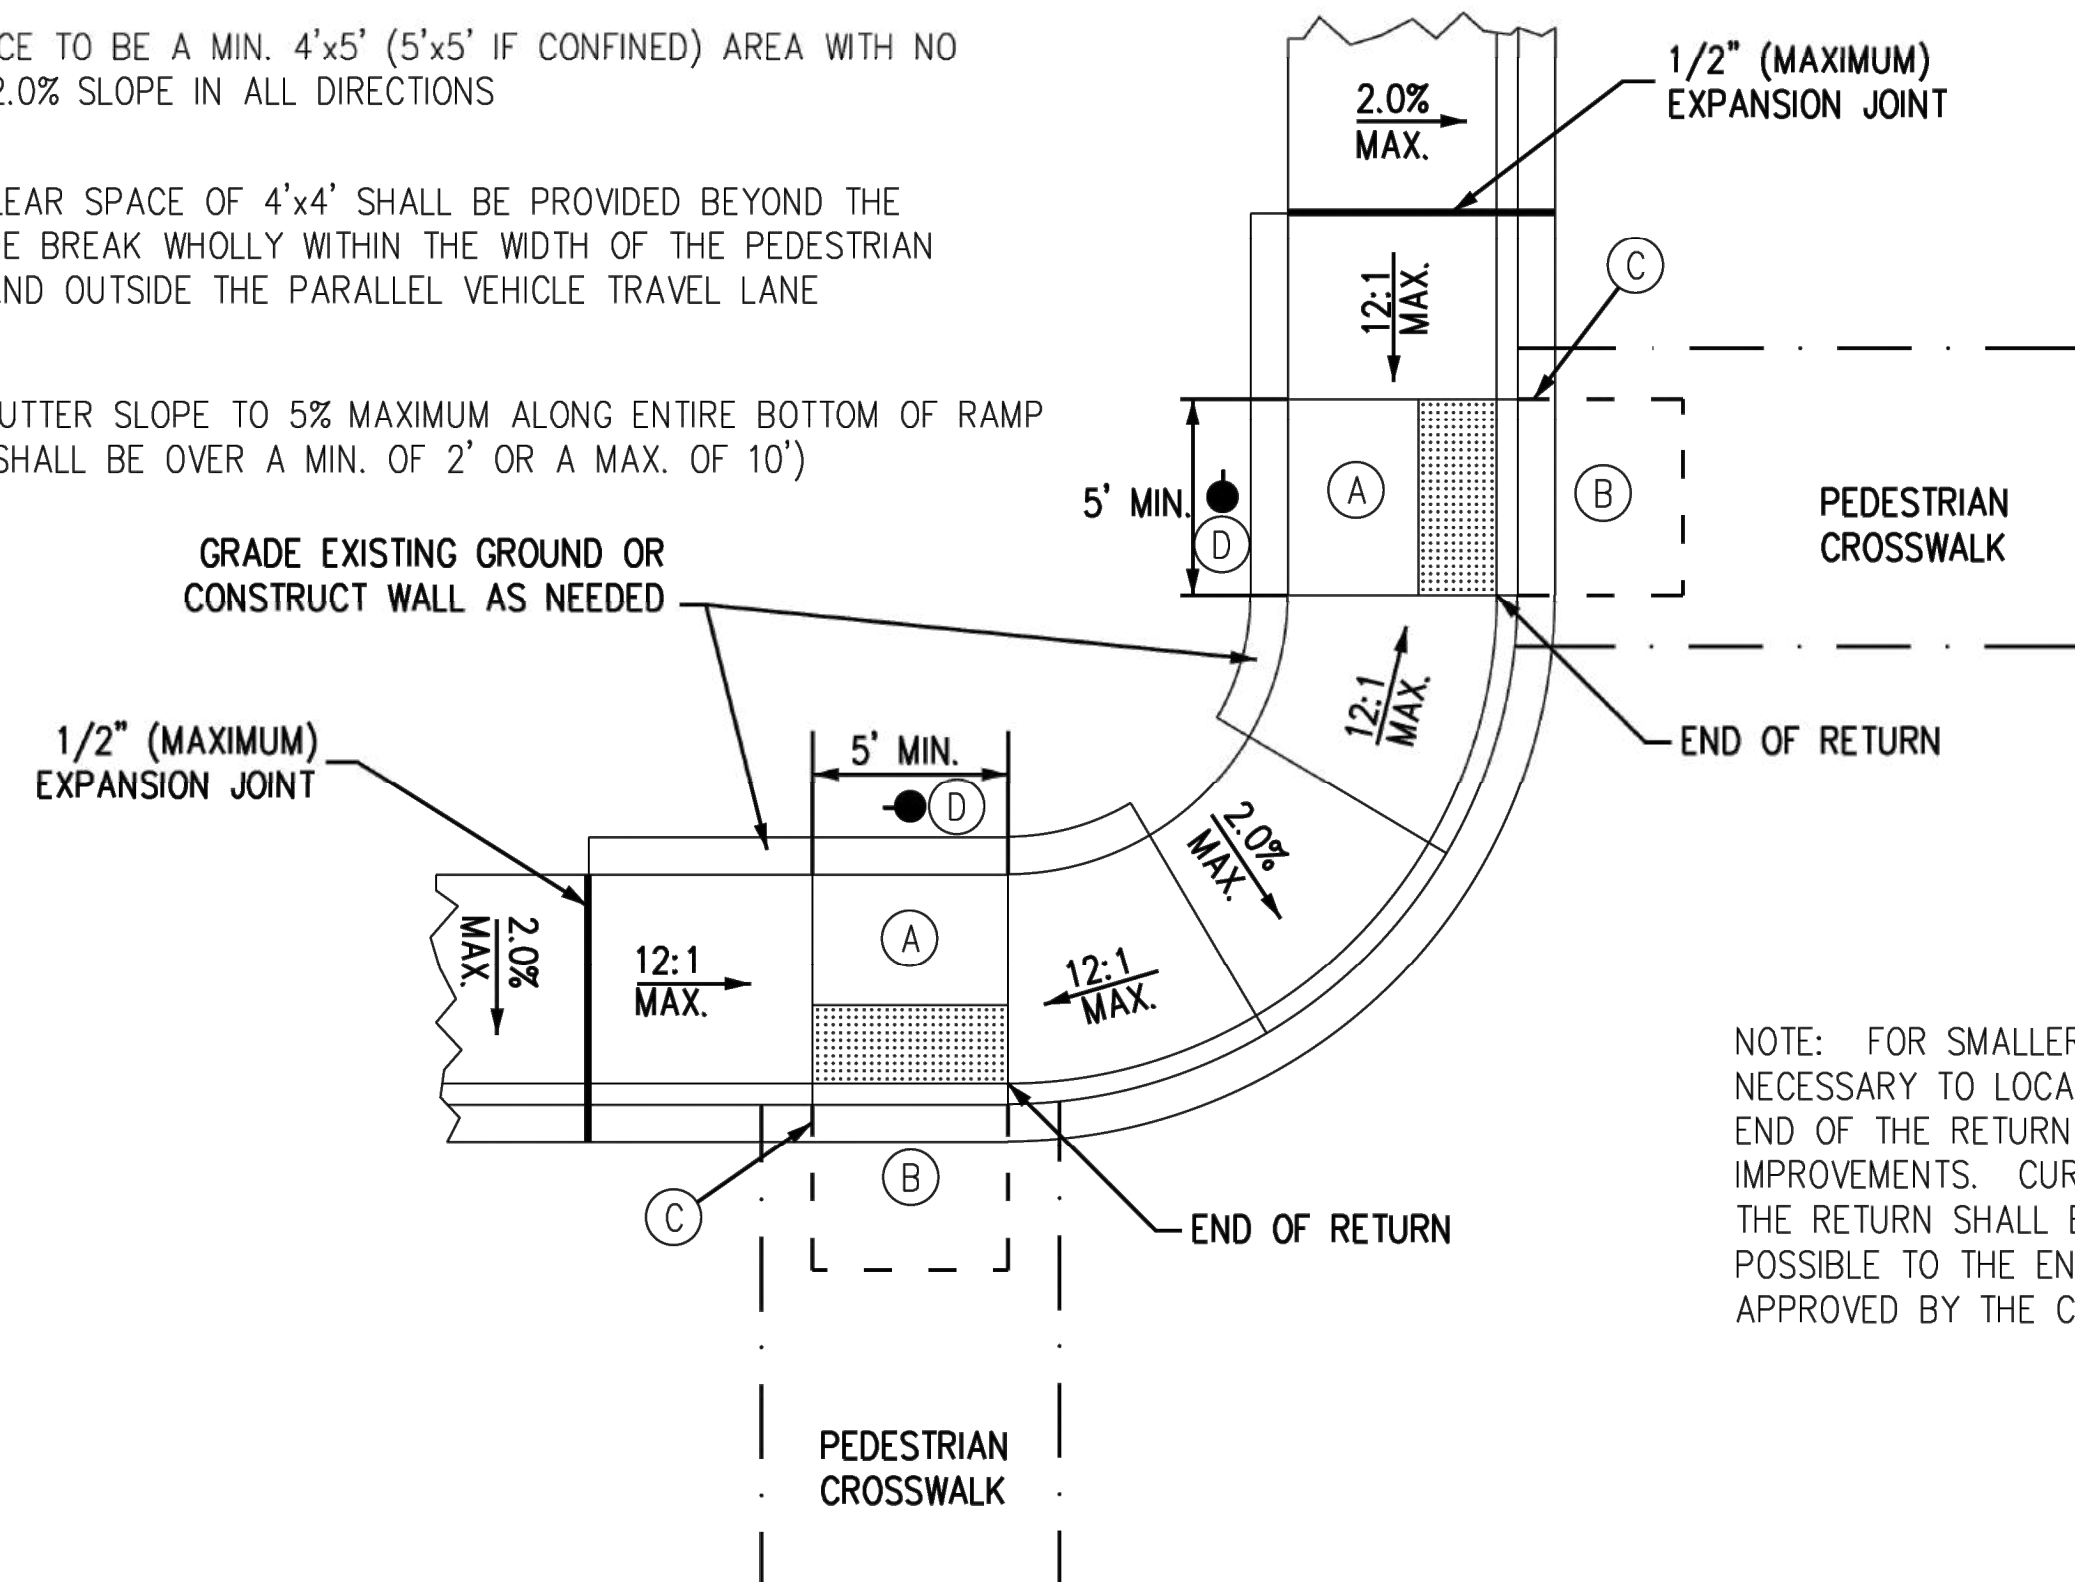 CE TO BE A MIN. 4'x5' (5'x5' IF CONFINED) AREA WITH NO
2.0% SLOPE IN ALL DIRECTIONS
LEAR SPACE OF 4'x4' SHALL BE PROVIDED BEYOND THE
E BREAK WHOLLY WITHIN THE WIDTH OF THE PEDESTRIAN
ND OUTSIDE THE PARALLEL VEHICLE TRAVEL LANE
UTTER SLOPE TO 5% MAXIMUM ALONG ENTIRE BOTTOM OF RAMP
SHALL BE OVER A MIN. OF 2' OR A MAX. OF 10')
1/2" (MAXIMUM)
EXPANSION JOINT
2.0%
MAX.
12:1
MAX.
C
5' MIN.
D
A
B
PEDESTRIAN
CROSSWALK
GRADE EXISTING GROUND OR
CONSTRUCT WALL AS NEEDED
12:1
MAX.
END OF RETURN
1/2" (MAXIMUM)
EXPANSION JOINT
5' MIN.
D
2.0%
MAX.
2.0%
MAX.
12:1
MAX.
A
12:1
MAX.
C
B
END OF RETURN
PEDESTRIAN
CROSSWALK
NOTE: FOR SMALLER
NECESSARY TO LOCA
END OF THE RETURN
IMPROVEMENTS. CUR
THE RETURN SHALL
POSSIBLE TO THE EN
APPROVED BY THE C